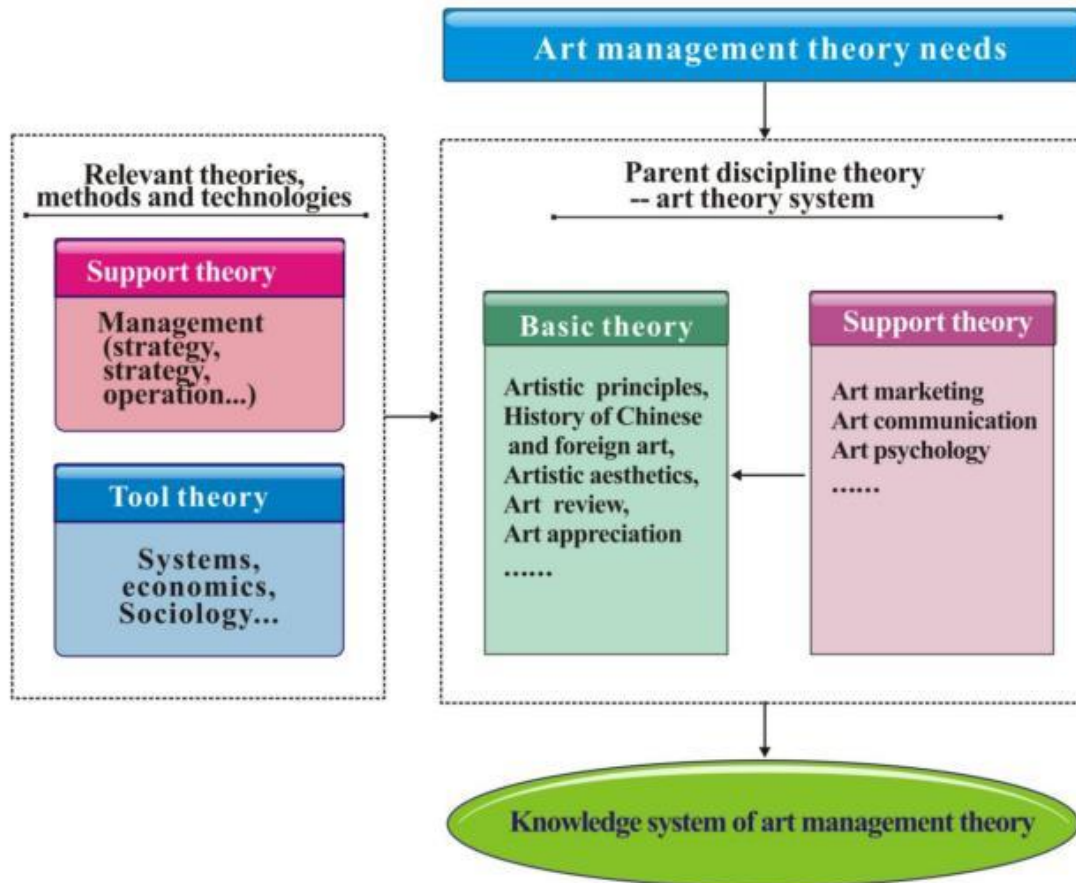 Art management theory needs
Relevant theories,
methods and technologies
Support theory
Management
(strategy,
strategy,
operation...)
Tool theory
Systems,
economics,
Sociology...
Parent discipline theory
-- art theory system
Basic theory
Artistic principles,
History of Chinese
and foreign art,
Artistic aesthetics,
Art review,
Art appreciation
......
Support theory
Art marketing
Art communication
Art psychology
......
Knowledge system of art management theory